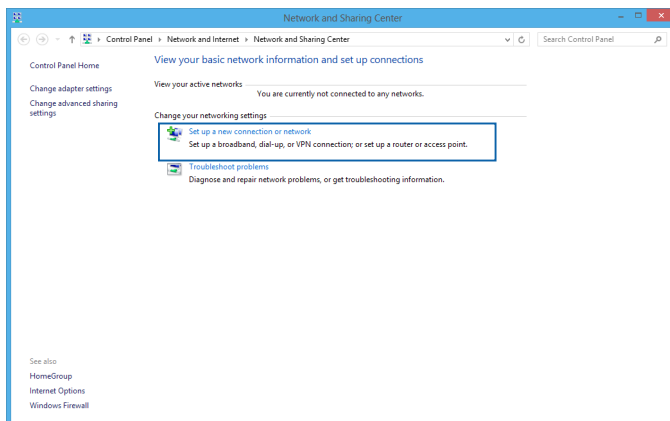 Network and Sharing Center
Control Panel Network and Internet Network and Sharing Center
Search Control Panel
Control Panel Home
Change adapter settings
Change advanced sharing
settings
View your basic network information and set up connections
View your active networks
You are currently not connected to any networks.
Change your networking settings
Set up a new connection or network
Set up a broadband, dial-up, or VPN connection; or set up a router or access point.
Troubleshoot problems
Diagnose and repair network problems, or get troubleshooting information.
See also
HomeGroup
Internet Options
Windows Firewall